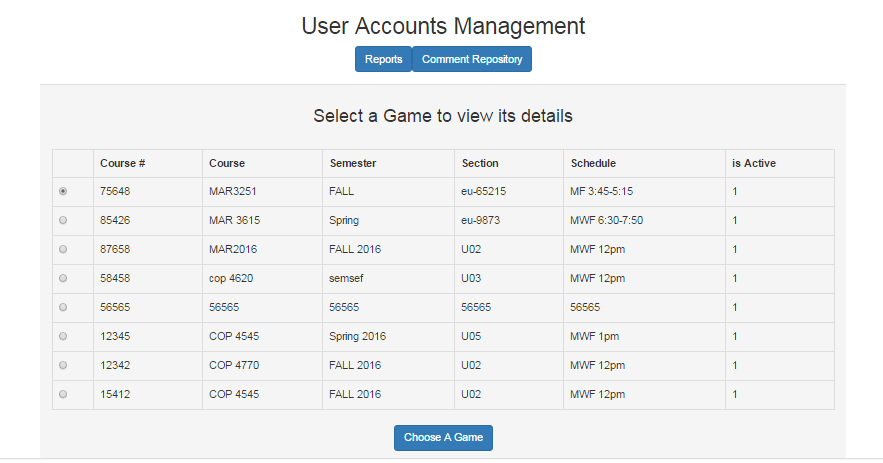 User Accounts Management
Reports Comment Repository
Select a Game to view its details
Course # Course Semester Section Schedule is Active
75648 MAR3251 FALL eu-65215 MF 3:45-5:15 1
85426 MAR 3615 Spring eu-9873 MWF 6:30-7:50 1
87658 MAR2016 FALL 2016 U02 MWF 12pm 1
58458 cop 4620 semsef U03 MWF 12pm 1
56565 56565 56565 56565 56565 1
12345 COP 4545 Spring 2016 U05 MWF 1pm 1
12342 COP 4770 FALL 2016 U02 MWF 12pm 1
15412 COP 4545 FALL 2016 U02 MWF 12pm 1
Choose A Game